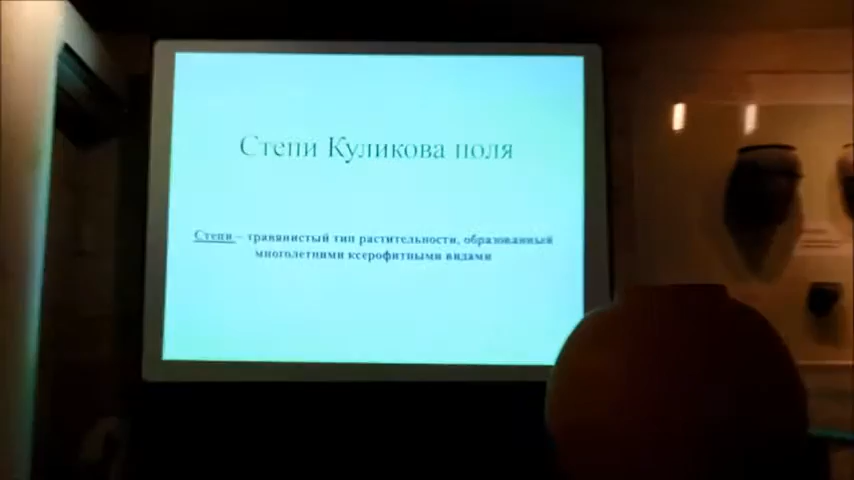 Степи Куликова поля
Степи – травянистый тип растительности, образованный
многолетними ксерофитными видами